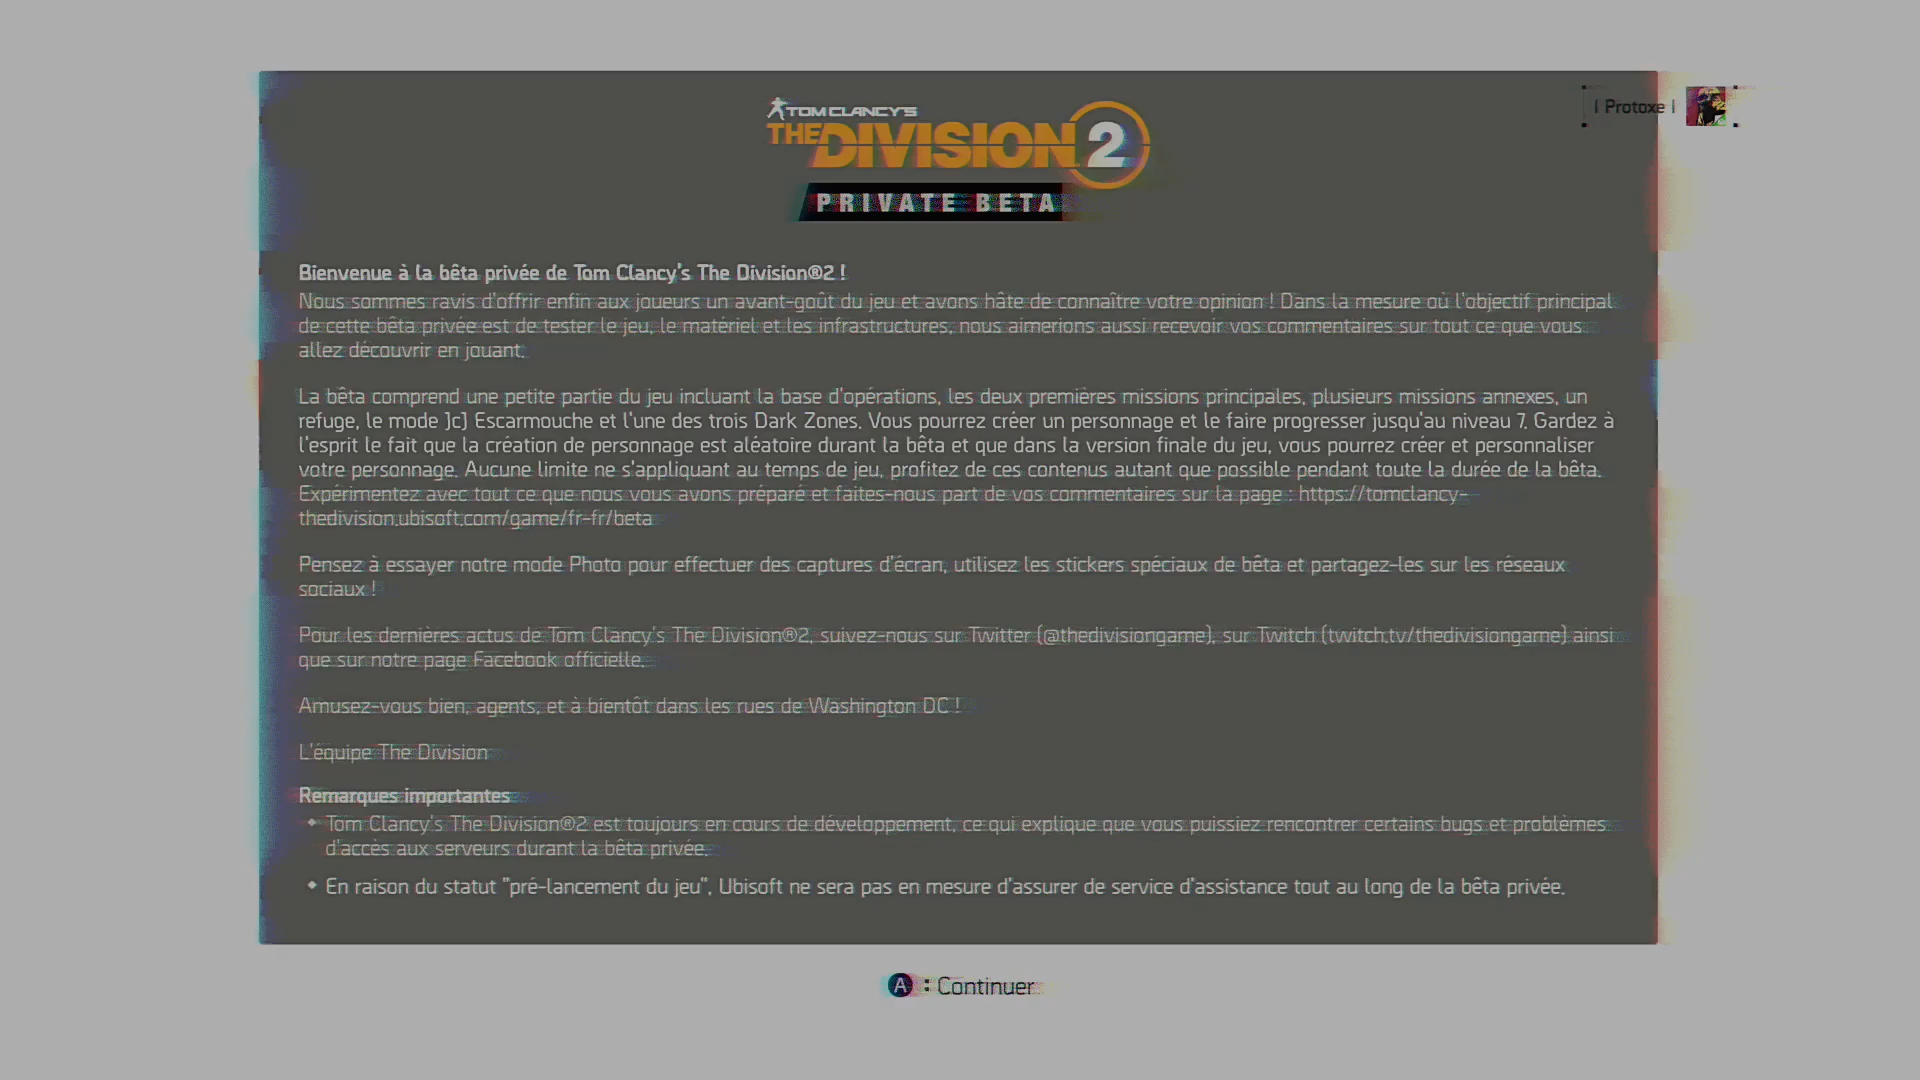 TOM CLANCY'S
THE DIVISION 2
PRIVATE BETA
I Protoxe I
Bienvenue à la bêta privée de Tom Clancy's The Division®2 !
Nous sommes ravis d'offrir enfin aux joueurs un avant-goût du jeu et avons hâte de connaître votre opinion ! Dans la mesure où l'objectif principal
de cette bêta privée est de tester le jeu, le matériel et les infrastructures, nous aimerions aussi recevoir vos commentaires sur tout ce que vous
allez découvrir en jouant.
La bêta comprend une petite partie du jeu incluant la base d'opérations, les deux premières missions principales, plusieurs missions annexes, un
refuge, le mode ]c] Escarmouche et l'une des trois Dark Zones. Vous pourrez créer un personnage et le faire progresser jusqu'au niveau 7. Gardez à
l'esprit le fait que la création de personnage est aléatoire durant la bêta et que dans la version finale du jeu, vous pourrez créer et personnaliser
votre personnage. Aucune limite ne s'appliquant au temps de jeu, profitez de ces contenus autant que possible pendant toute la durée de la bêta.
Expérimentez avec tout ce que nous vous avons préparé et faites-nous part de vos commentaires sur la page : https://tomclancy-
thedivision.ubisoft.com/game/fr-fr/beta
Pensez à essayer notre mode Photo pour effectuer des captures d'écran, utilisez les stickers spéciaux de bêta et partagez-les sur les réseaux
sociaux !
Pour les dernières actus de Tom Clancy's The Division®2, suivez-nous sur Twitter (@thedivisiongame), sur Twitch (twitch.tv/thedivisiongame) ainsi
que sur notre page Facebook officielle.
Amusez-vous bien, agents, et à bientôt dans les rues de Washington DC !
L'équipe The Division
Remarques importantes
• Tom Clancy's The Division®2 est toujours en cours de développement, ce qui explique que vous puissiez rencontrer certains bugs et problèmes
d'accès aux serveurs durant la bêta privée.
• En raison du statut "pré-lancement du jeu", Ubisoft ne sera pas en mesure d'assurer de service d'assistance tout au long de la bêta privée.
A : Continuer